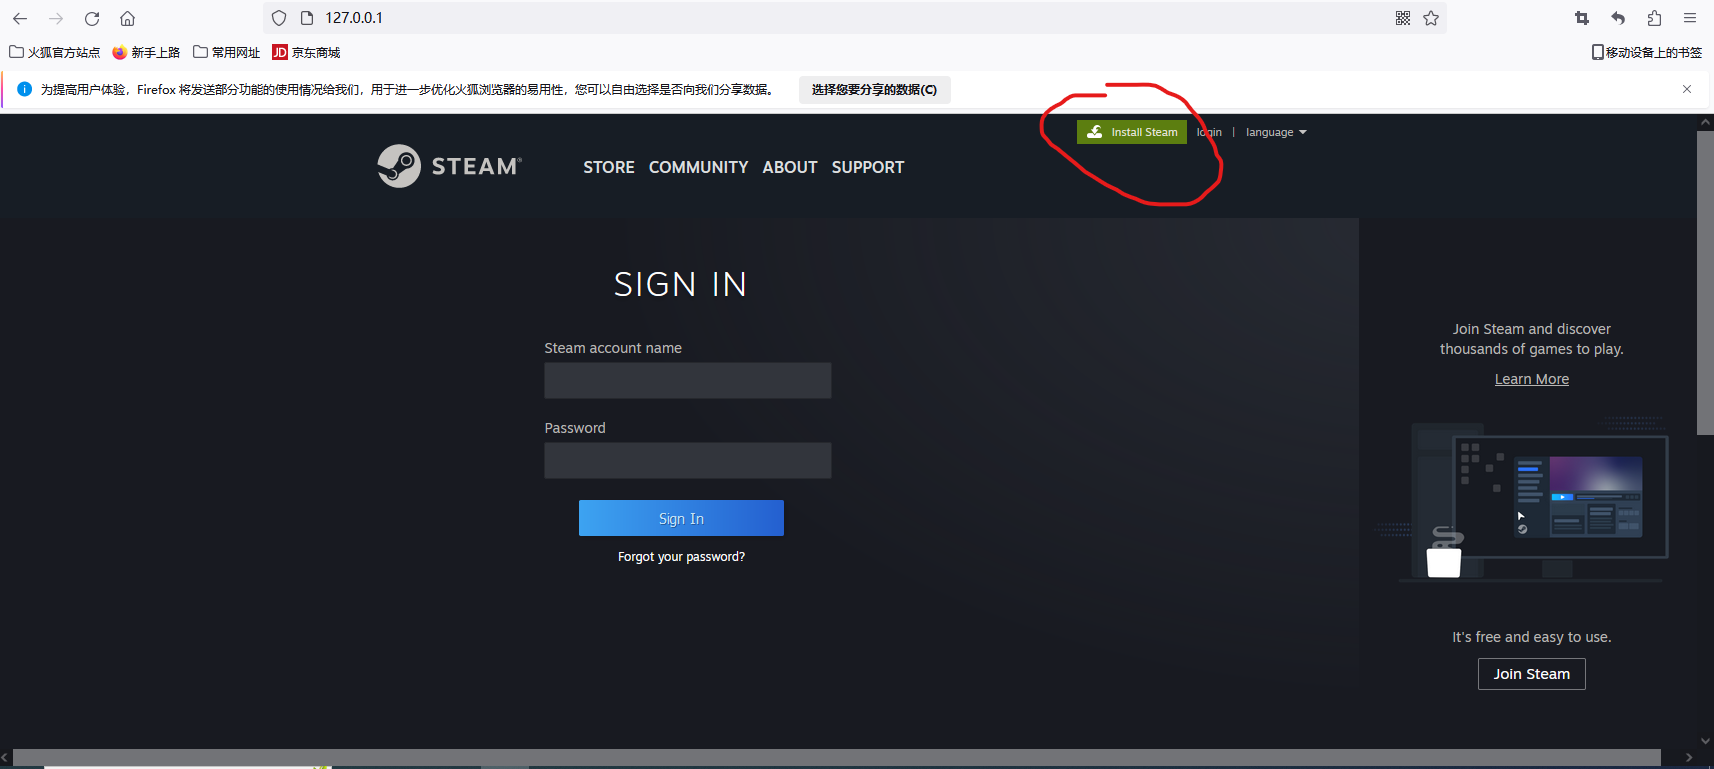 127.0.0.1
火狐官方站点 新手上路 常用网址 JD 京东商城 移动设备上的书签
为提高用户体验，Firefox 将发送部分功能的使用情况给我们，用于进一步优化火狐浏览器的易用性，您可以自由选择是否向我们分享数据。 选择您要分享的数据(C)
Install Steam login | language
STEAM® STORE COMMUNITY ABOUT SUPPORT
SIGN IN
Steam account name
Password
Sign In
Forgot your password?
Join Steam and discover
thousands of games to play.
Learn More
It's free and easy to use.
Join Steam